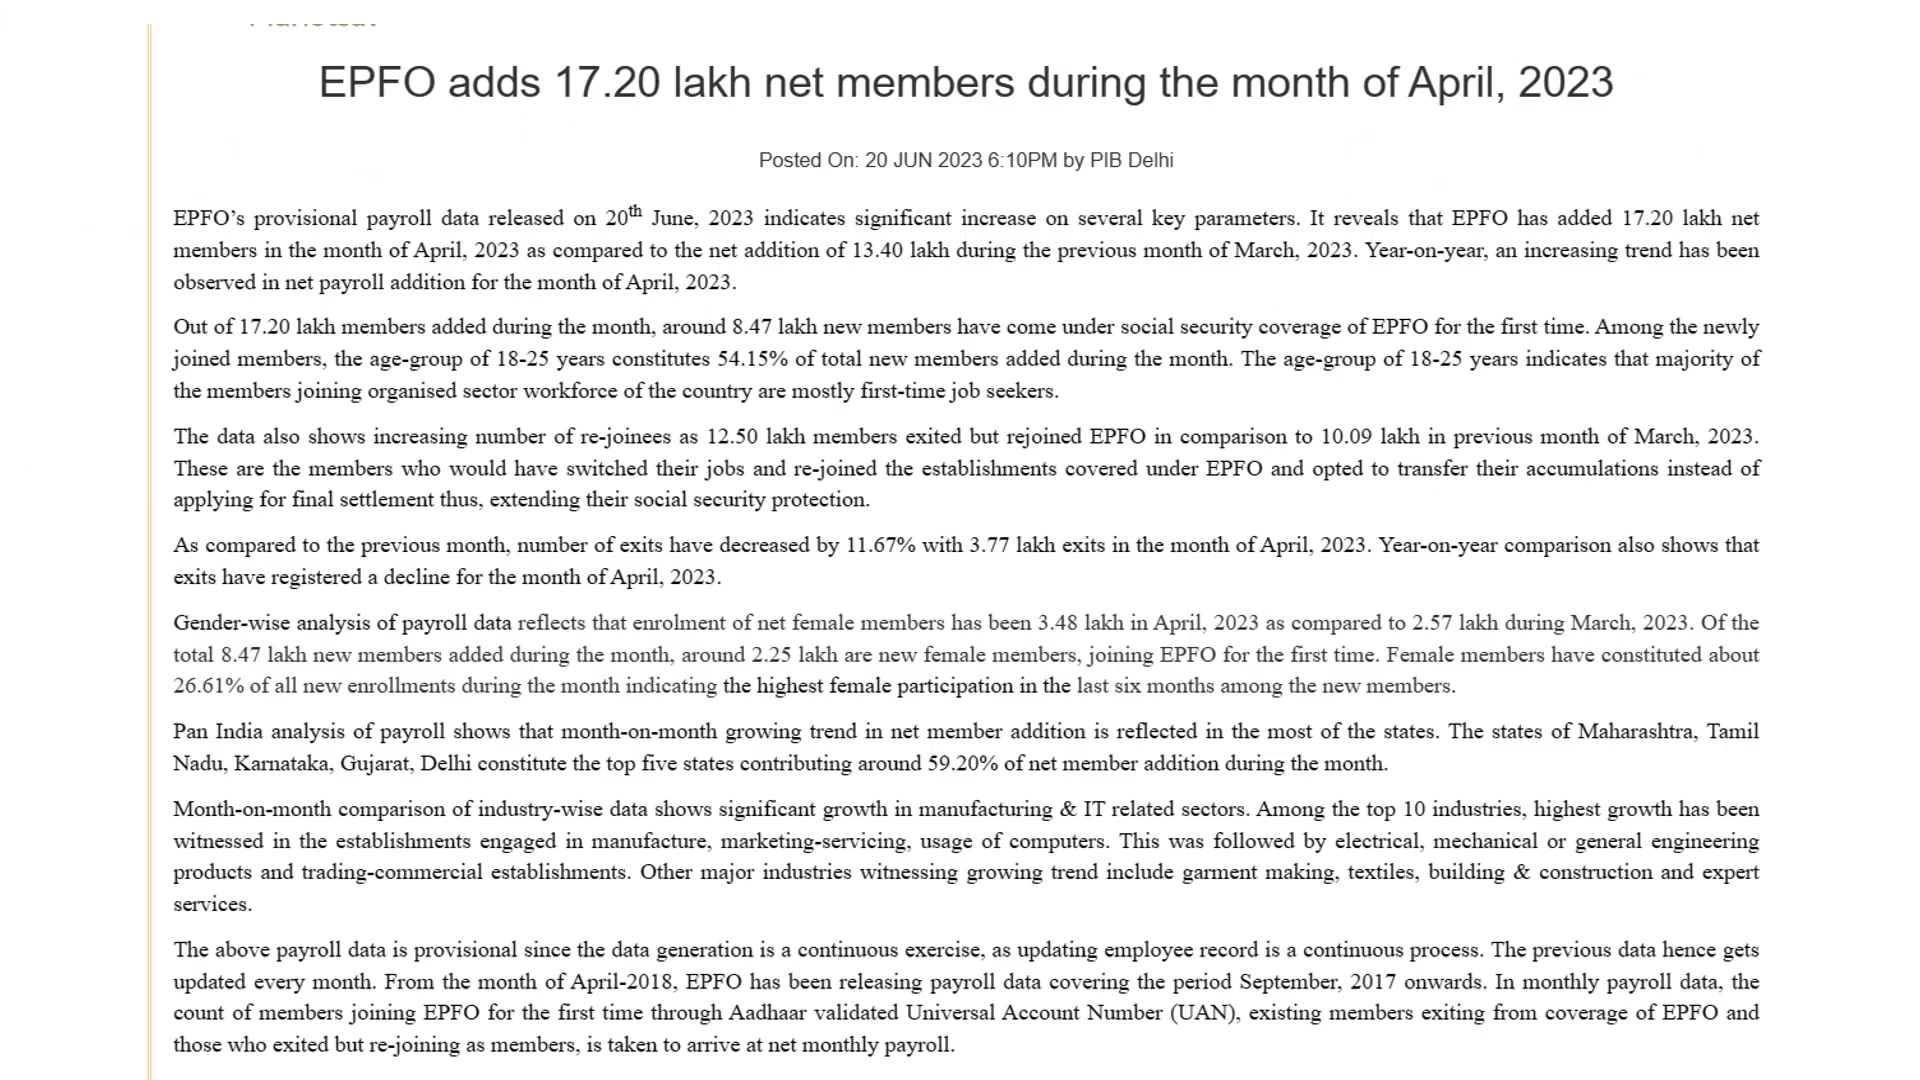 EPFO adds 17.20 lakh net members during the month of April, 2023
Posted On: 20 JUN 2023 6:10PM by PIB Delhi
EPFO’s provisional payroll data released on 20th June, 2023 indicates significant increase on several key parameters. It reveals that EPFO has added 17.20 lakh net
members in the month of April, 2023 as compared to the net addition of 13.40 lakh during the previous month of March, 2023. Year-on-year, an increasing trend has been
observed in net payroll addition for the month of April, 2023.
Out of 17.20 lakh members added during the month, around 8.47 lakh new members have come under social security coverage of EPFO for the first time. Among the newly
joined members, the age-group of 18-25 years constitutes 54.15% of total new members added during the month. The age-group of 18-25 years indicates that majority of
the members joining organised sector workforce of the country are mostly first-time job seekers.
The data also shows increasing number of re-joinees as 12.50 lakh members exited but rejoined EPFO in comparison to 10.09 lakh in previous month of March, 2023.
These are the members who would have switched their jobs and re-joined the establishments covered under EPFO and opted to transfer their accumulations instead of
applying for final settlement thus, extending their social security protection.
As compared to the previous month, number of exits have decreased by 11.67% with 3.77 lakh exits in the month of April, 2023. Year-on-year comparison also shows that
exits have registered a decline for the month of April, 2023.
Gender-wise analysis of payroll data reflects that enrolment of net female members has been 3.48 lakh in April, 2023 as compared to 2.57 lakh during March, 2023. Of the
total 8.47 lakh new members added during the month, around 2.25 lakh are new female members, joining EPFO for the first time. Female members have constituted about
26.61% of all new enrollments during the month indicating the highest female participation in the last six months among the new members.
Pan India analysis of payroll shows that month-on-month growing trend in net member addition is reflected in the most of the states. The states of Maharashtra, Tamil
Nadu, Karnataka, Gujarat, Delhi constitute the top five states contributing around 59.20% of net member addition during the month.
Month-on-month comparison of industry-wise data shows significant growth in manufacturing & IT related sectors. Among the top 10 industries, highest growth has been
witnessed in the establishments engaged in manufacture, marketing-servicing, usage of computers. This was followed by electrical, mechanical or general engineering
products and trading-commercial establishments. Other major industries witnessing growing trend include garment making, textiles, building & construction and expert
services.
The above payroll data is provisional since the data generation is a continuous exercise, as updating employee record is a continuous process. The previous data hence gets
updated every month. From the month of April-2018, EPFO has been releasing payroll data covering the period September, 2017 onwards. In monthly payroll data, the
count of members joining EPFO for the first time through Aadhaar validated Universal Account Number (UAN), existing members exiting from coverage of EPFO and
those who exited but re-joining as members, is taken to arrive at net monthly payroll.